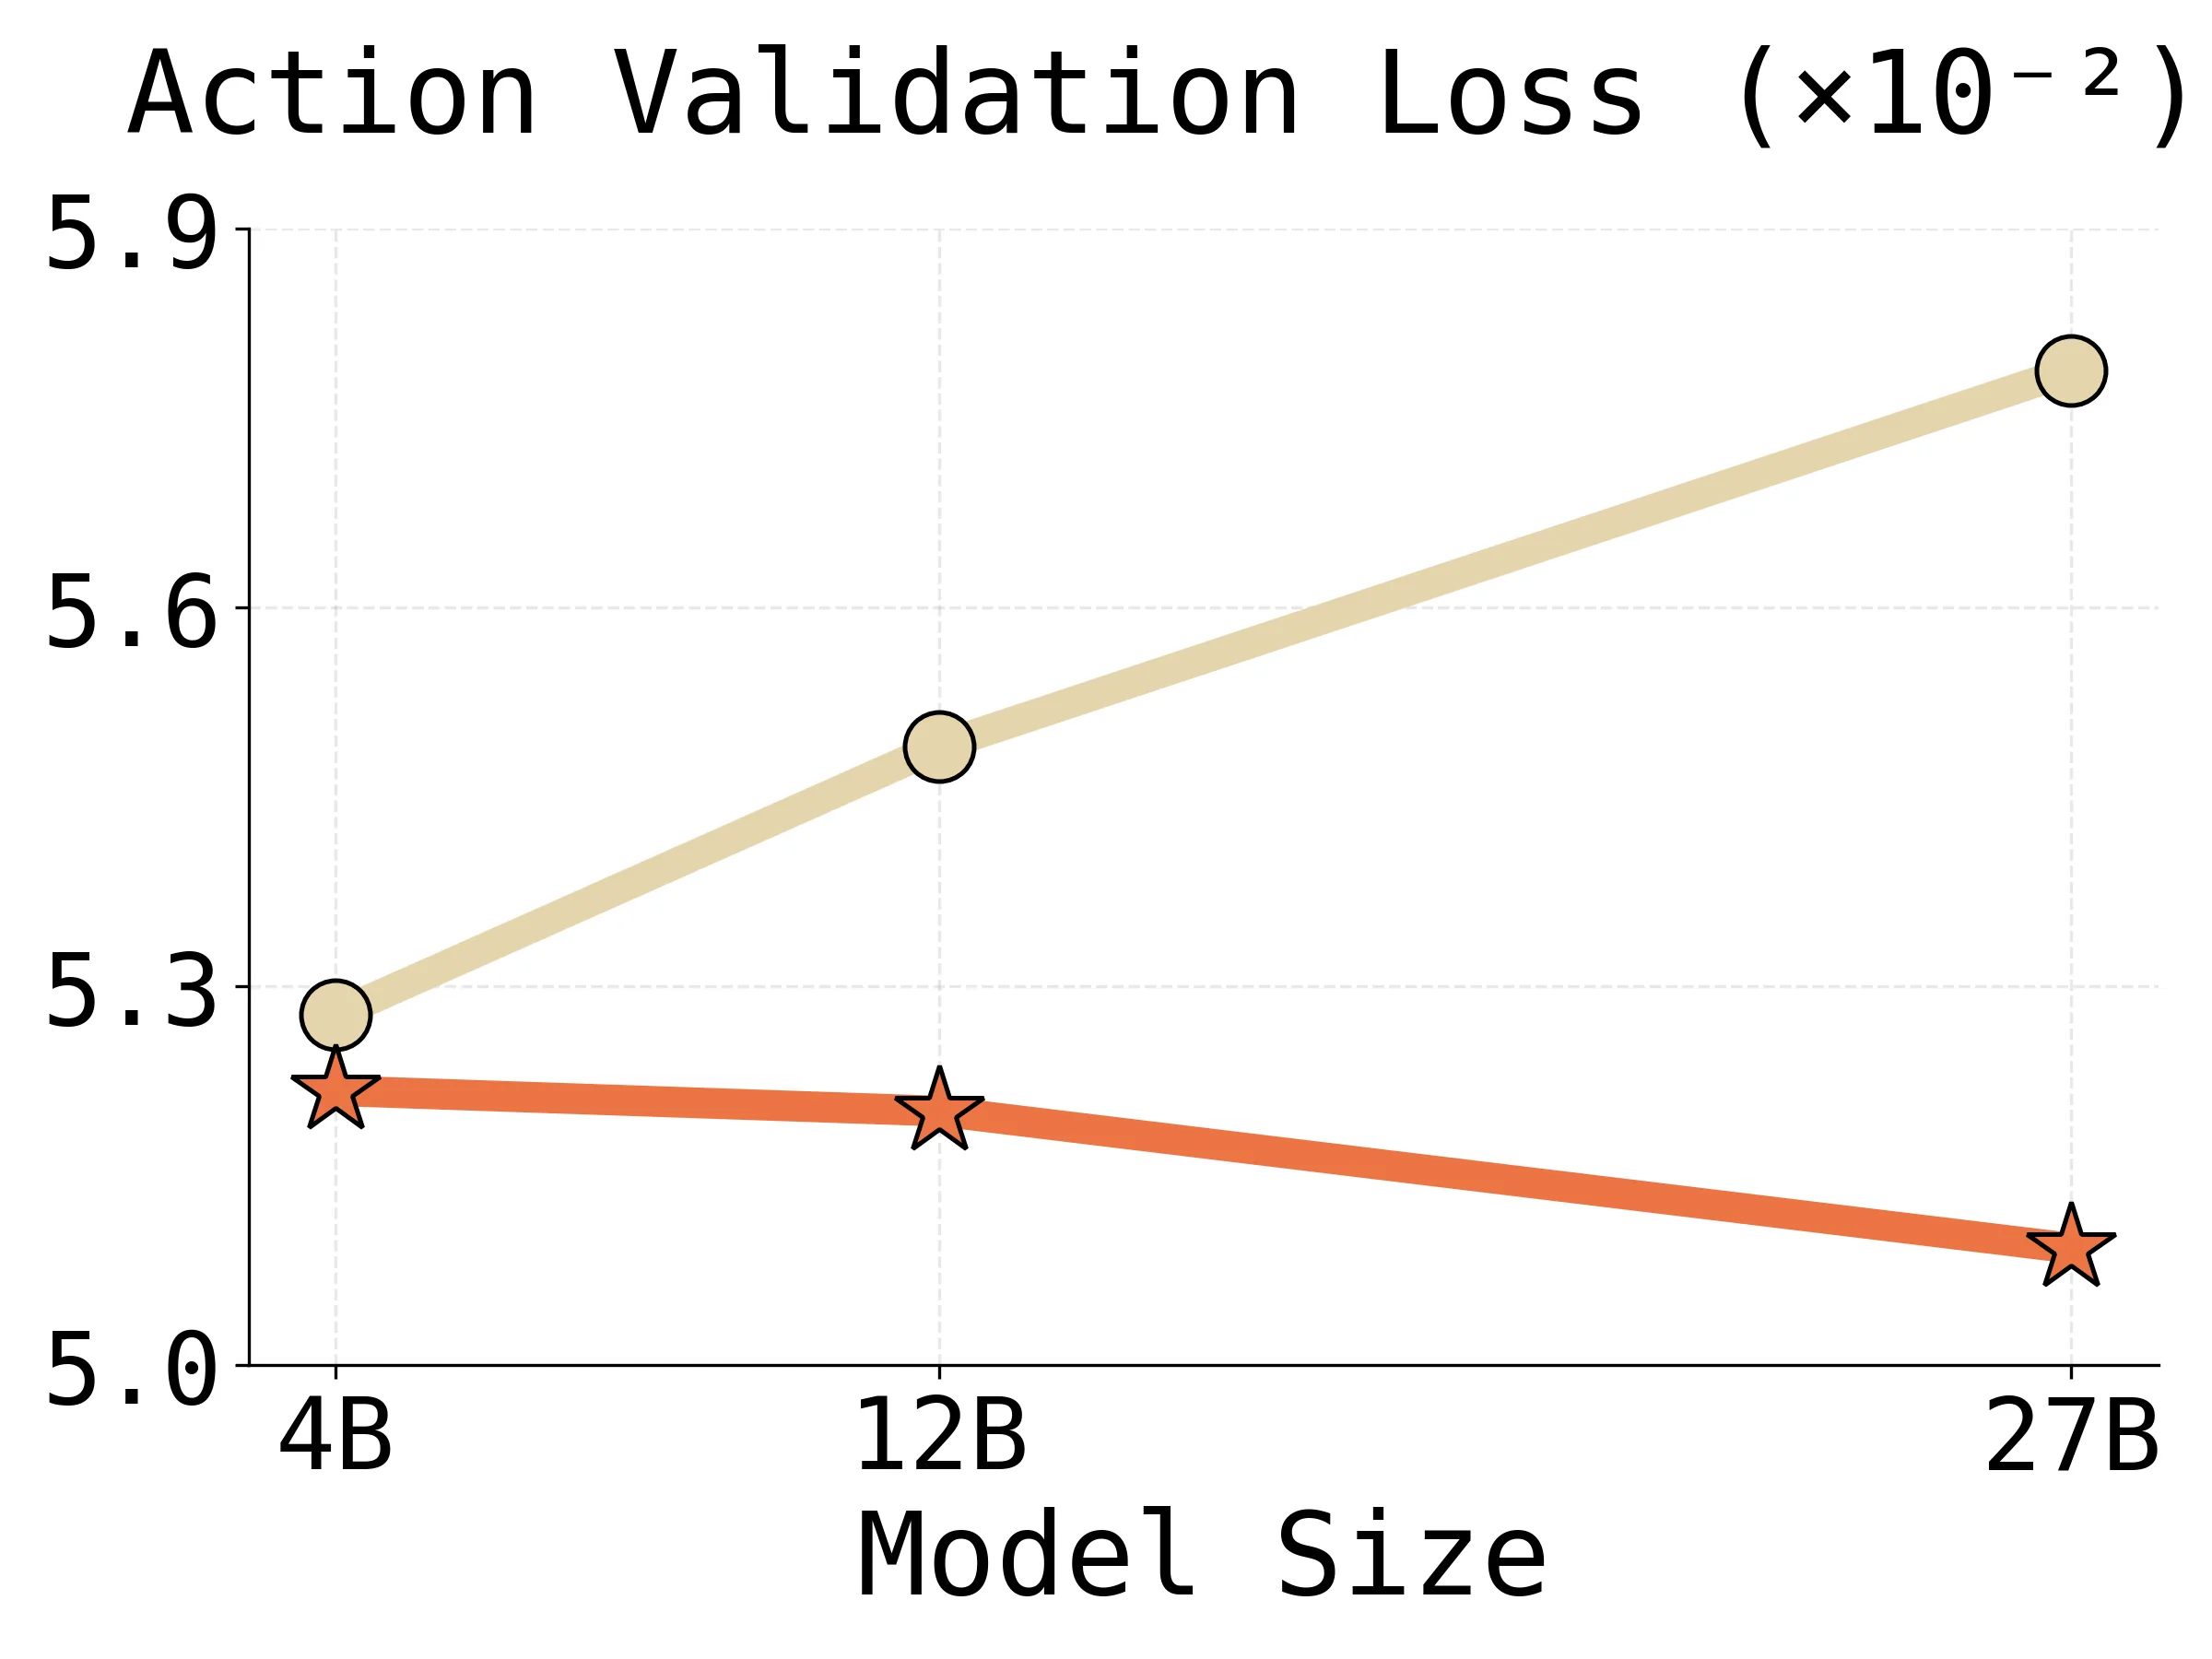 Action Validation Loss (×10⁻²)
5.9
5.6
5.3
5.0
4B 12B 27B
Model Size